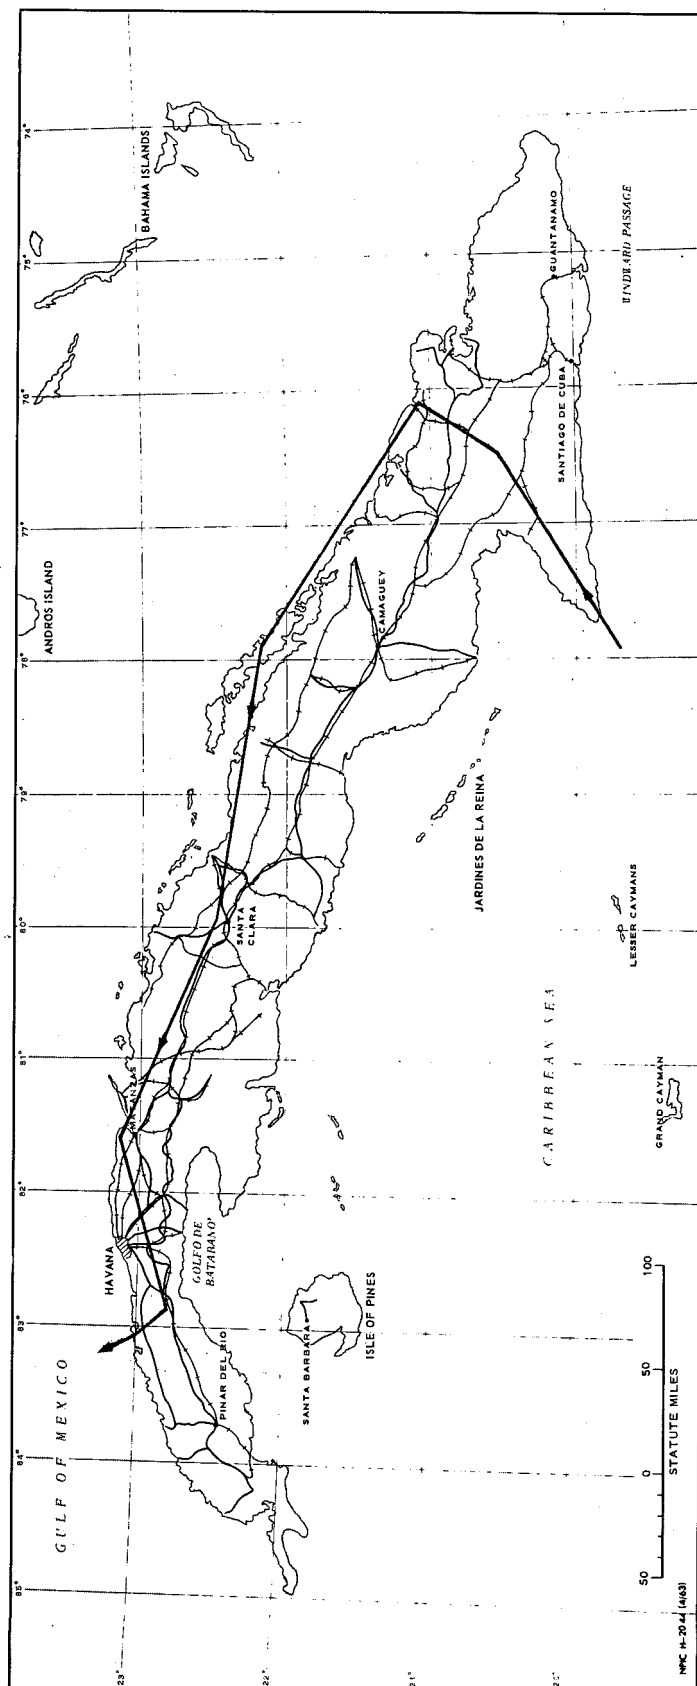 GULF OF MEXICO
BAHAMA ISLANDS
ANDROS ISLAND
HAVANA
MATANZAS
GOLFO DE
BATABANO
PINAR DEL RIO
SANTA BARBARA
ISLE OF PINES
SANTA
CLARA
CAMAGUEY
SANTIAGO DE CUBA
GUANTANAMO
WINDWARD PASSAGE
JARDINES DE LA REINA
CARIBBEAN SEA
LESSER CAYMANS
GRAND CAYMAN
85°
84°
83°
82°
81°
80°
79°
78°
77°
76°
75°
74°
23°
22°
21°
20°
50 0 50 100
STATUTE MILES
NPIC H-2044 (4/63)